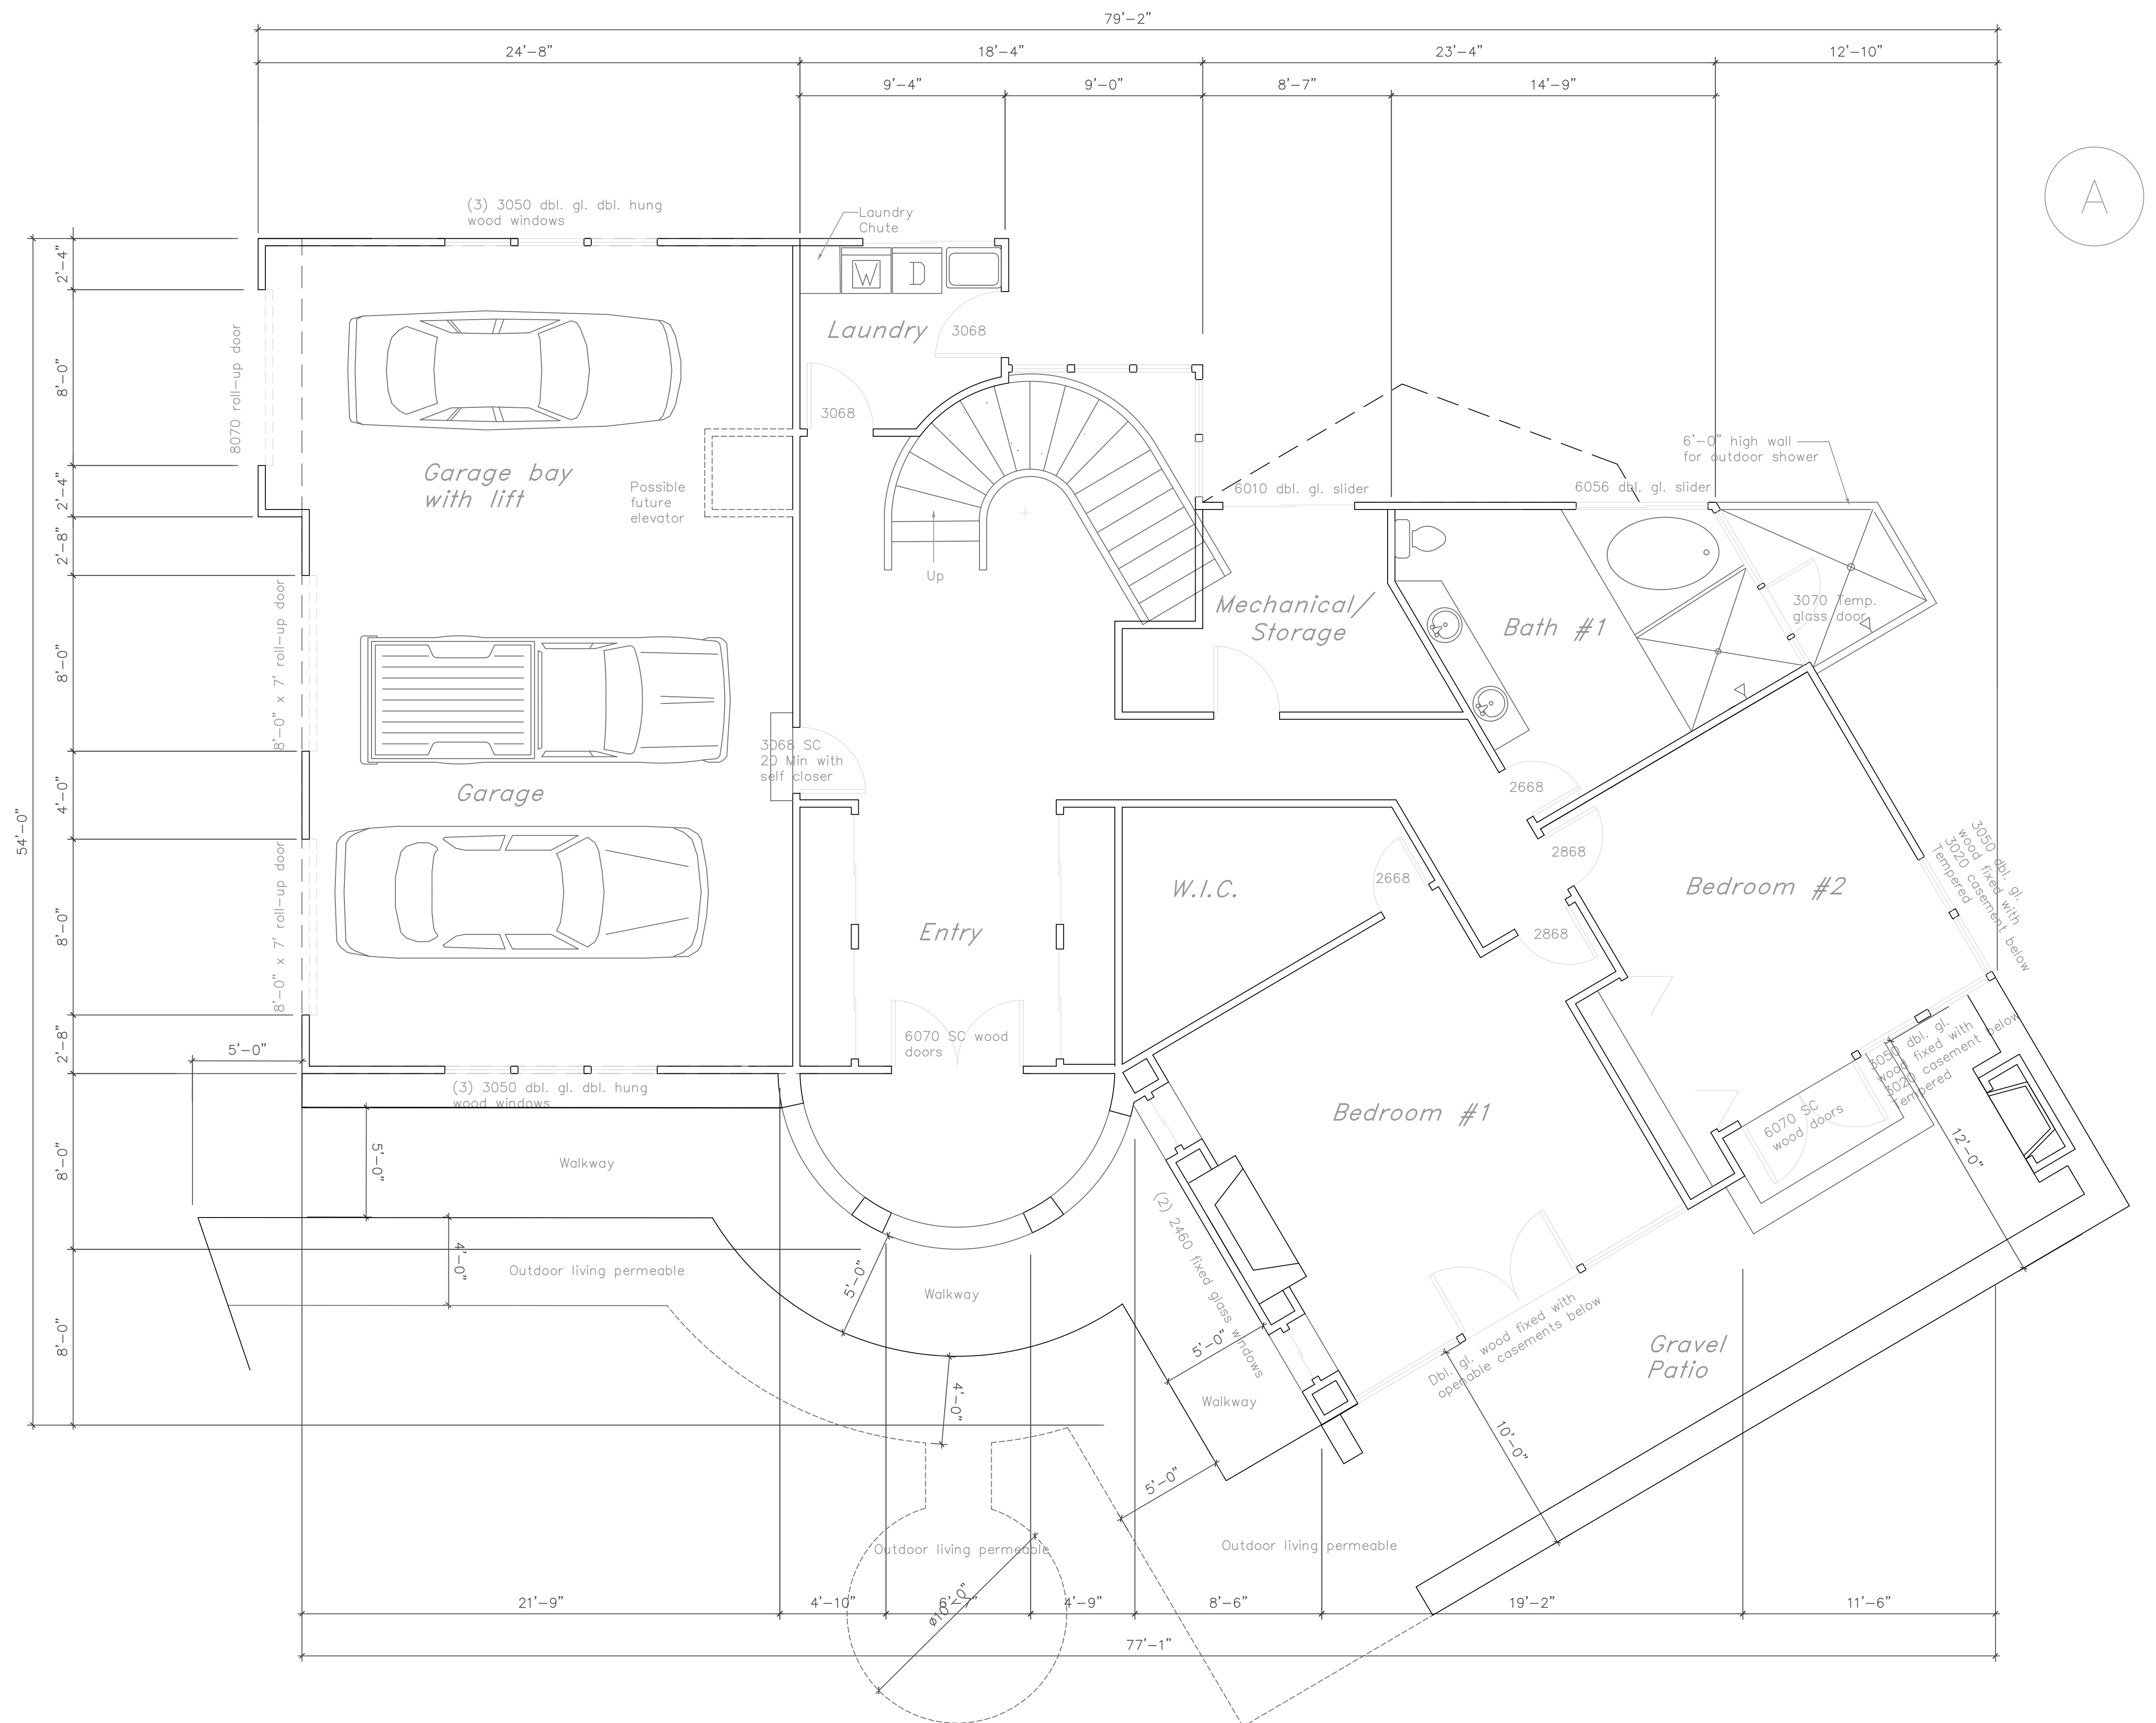 79'-2"
24'-8"
18'-4"
23'-4"
12'-10"
9'-4"
9'-0"
8'-7"
14'-9"
A
(3) 3050 dbl. gl. dbl. hung
wood windows
Laundry
Chute
W
D
2'-4"
8'-0"
2'-4"
2'-8"
8'-0"
4'-0"
8'-0"
2'-8"
8'-0"
8'-0"
54'-0"
8070 roll-up door
Laundry
3068
3068
Garage bay
with lift
Possible
future
elevator
Up
6010 dbl. gl. slider
6056 dbl. gl. slider
6'-0" high wall
for outdoor shower
3070 Temp.
glass door
Mechanical/
Storage
Bath #1
8'-0" x 7' roll-up door
3068 SC
20 Min with
self closer
Garage
2668
2868
2668
2868
W.I.C.
Bedroom #2
3050 dbl. gl.
wood fixed with
3020 casement below
Tempered
8'-0" x 7' roll-up door
Entry
6070 SC wood
doors
5'-0"
(3) 3050 dbl. gl. dbl. hung
wood windows
Bedroom #1
3050 dbl. gl.
wood fixed with
3020 casement below
Tempered
6070 SC
wood doors
12'-0"
5'-0"
Walkway
4'-0"
Outdoor living permeable
5'-0"
Walkway
(2) 2460 fixed glass windows
5'-0"
Walkway
Dbl. gl. wood fixed with
openable casements below
Gravel
Patio
4'-0"
10'-0"
5'-0"
Outdoor living permeable
Outdoor living permeable
ø10'-0"
21'-9"
4'-10"
6'-7"
4'-9"
8'-6"
19'-2"
11'-6"
77'-1"